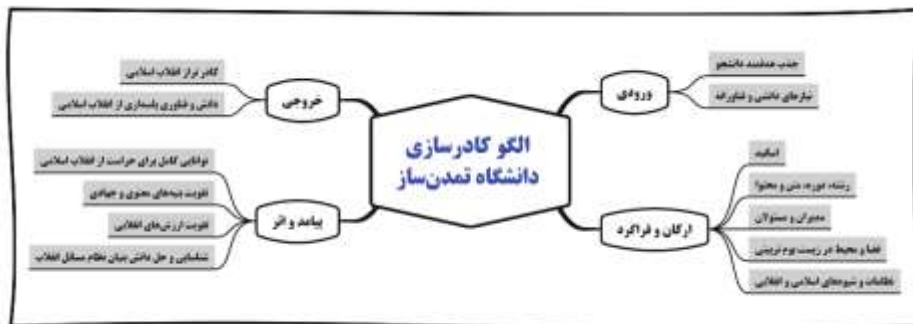 الگو کادرسازی
دانشگاه تمدن‌ساز
ورودی
جذب هدفمند دانشجو
نیازهای دانشی و فناورانه
ارکان و فراگرد
اساتید
رشته، دوره، متن و محتوا
مدیران و مسئولان
فضا و محیط در زیست بوم تربیتی
نظامات و شیوه‌های اسلامی و انقلابی
خروجی
کادر تراز انقلاب اسلامی
دانش و فناوری پاسداری از انقلاب اسلامی
پیامد و اثر
توانایی کامل برای حراست از انقلاب اسلامی
تقویت بنیه‌های معنوی و جهادی
تقویت ارزش‌های انقلابی
شناسایی و حل دانش بنیان نظام مسائل انقلاب